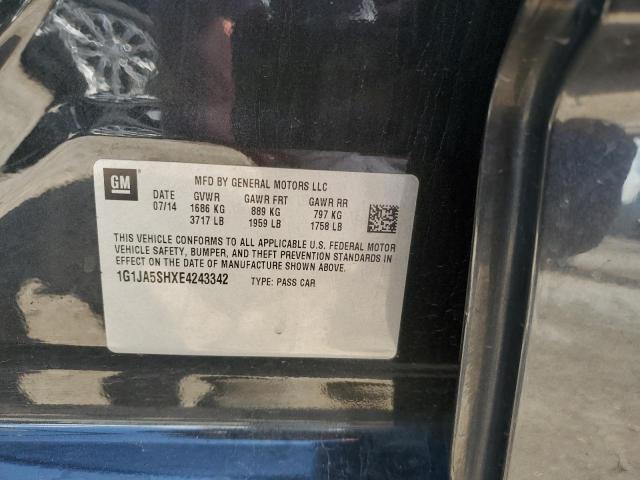 GM
MFD BY GENERAL MOTORS LLC
DATE GVWR GAWR FRT GAWR RR
07/14 1686 KG 889 KG 797 KG
3717 LB 1959 LB 1758 LB
THIS VEHICLE CONFORMS TO ALL APPLICABLE U.S. FEDERAL MOTOR
VEHICLE SAFETY, BUMPER, AND THEFT PREVENTION STANDARDS
IN EFFECT ON THE DATE OF MANUFACTURE SHOWN ABOVE.
1G1JA5SHXE4243342 TYPE: PASS CAR